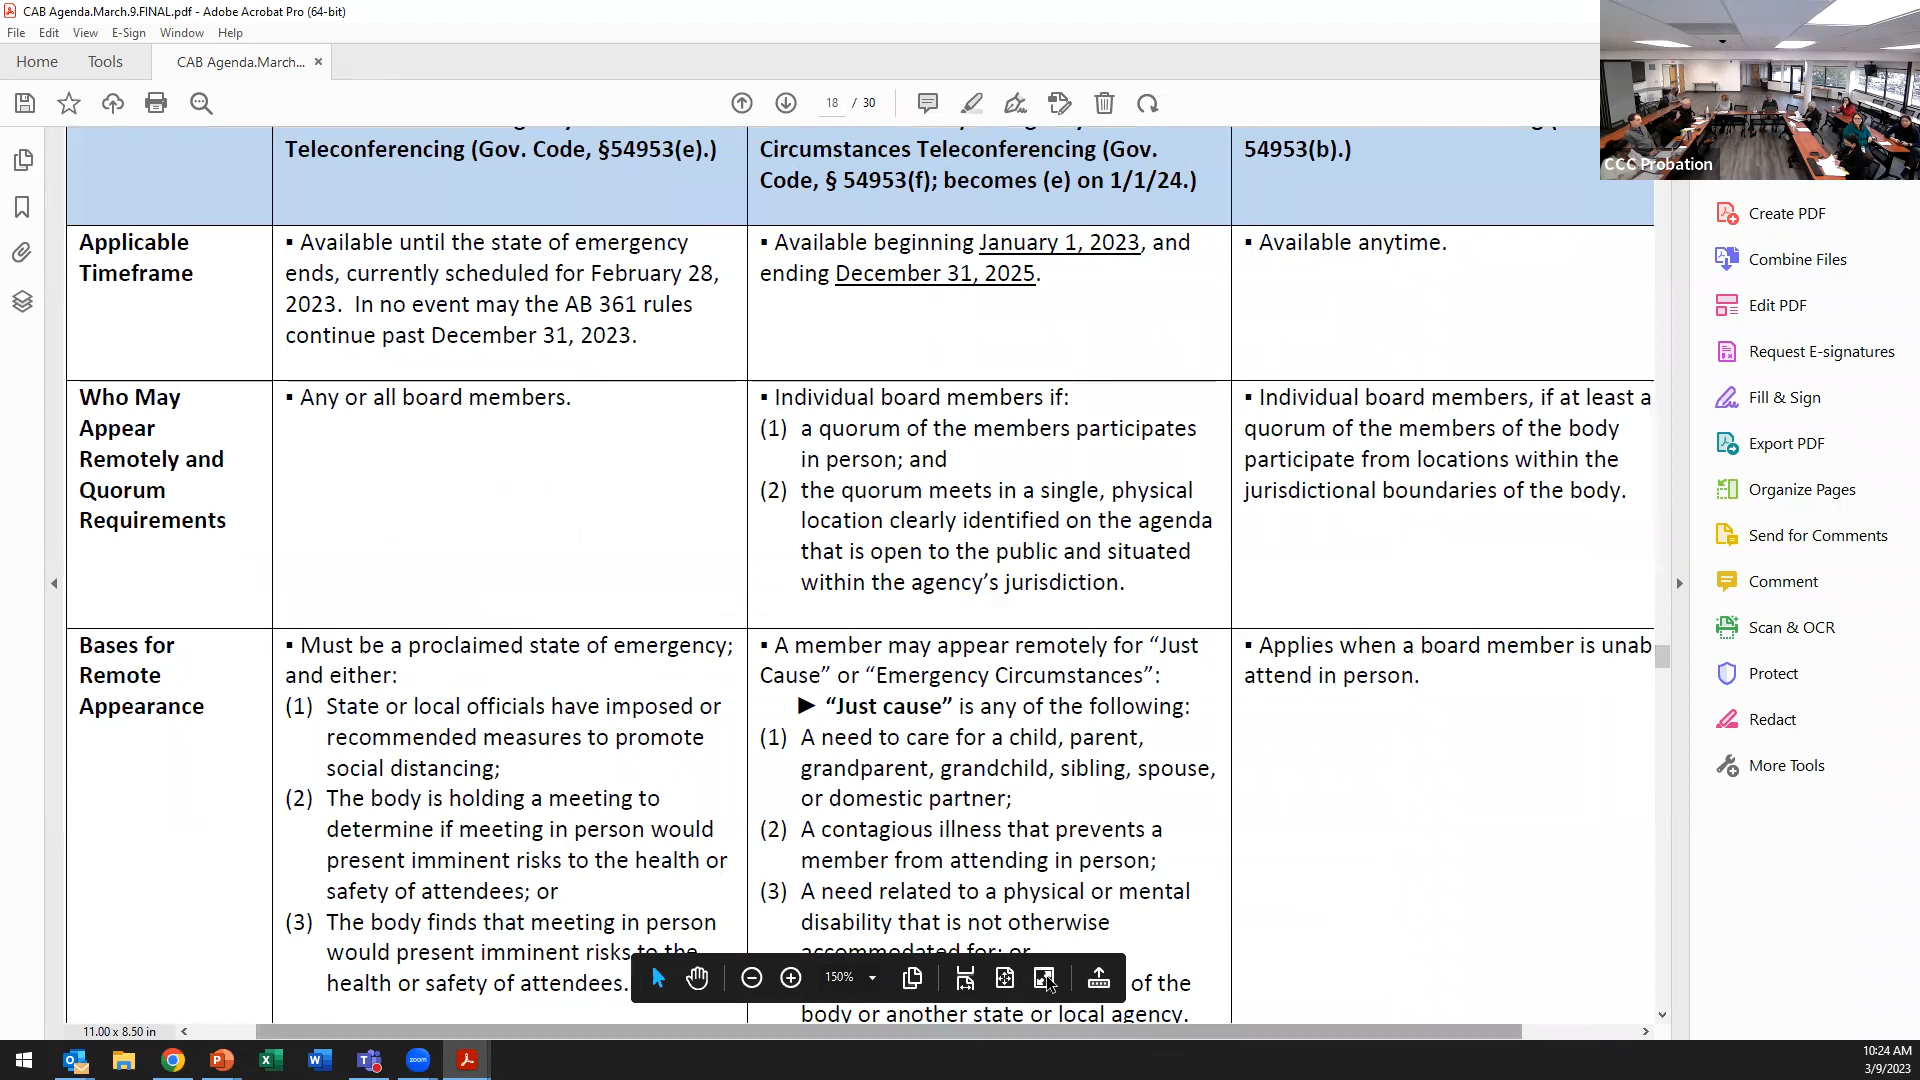 CAB Agenda.March.9.FINAL.pdf - Adobe Acrobat Pro (64-bit)
File Edit View E-Sign Window Help
Home Tools CAB Agenda.March... ×
18 / 30
CCC Probation
Teleconferencing (Gov. Code, §54953(e).)
Circumstances Teleconferencing (Gov.
Code, § 54953(f); becomes (e) on 1/1/24.)
54953(b).)
Applicable
Timeframe
▪ Available until the state of emergency
ends, currently scheduled for February 28,
2023. In no event may the AB 361 rules
continue past December 31, 2023.
▪ Available beginning January 1, 2023, and
ending December 31, 2025.
▪ Available anytime.
Who May
Appear
Remotely and
Quorum
Requirements
▪ Any or all board members.
▪ Individual board members if:
(1) a quorum of the members participates
in person; and
(2) the quorum meets in a single, physical
location clearly identified on the agenda
that is open to the public and situated
within the agency’s jurisdiction.
▪ Individual board members, if at least a
quorum of the members of the body
participate from locations within the
jurisdictional boundaries of the body.
Bases for
Remote
Appearance
▪ Must be a proclaimed state of emergency;
and either:
(1) State or local officials have imposed or
recommended measures to promote
social distancing;
(2) The body is holding a meeting to
determine if meeting in person would
present imminent risks to the health or
safety of attendees; or
(3) The body finds that meeting in person
would present imminent risks to the
health or safety of attendees.
▪ A member may appear remotely for “Just
Cause” or “Emergency Circumstances”:
► “Just cause” is any of the following:
(1) A need to care for a child, parent,
grandparent, grandchild, sibling, spouse,
or domestic partner;
(2) A contagious illness that prevents a
member from attending in person;
(3) A need related to a physical or mental
disability that is not otherwise
accommodated for; or
of the
body or another state or local agency.
▪ Applies when a board member is unab
attend in person.
Create PDF
Combine Files
Edit PDF
Request E-signatures
Fill & Sign
Export PDF
Organize Pages
Send for Comments
Comment
Scan & OCR
Protect
Redact
More Tools
150%
11.00 x 8.50 in
10:24 AM
3/9/2023